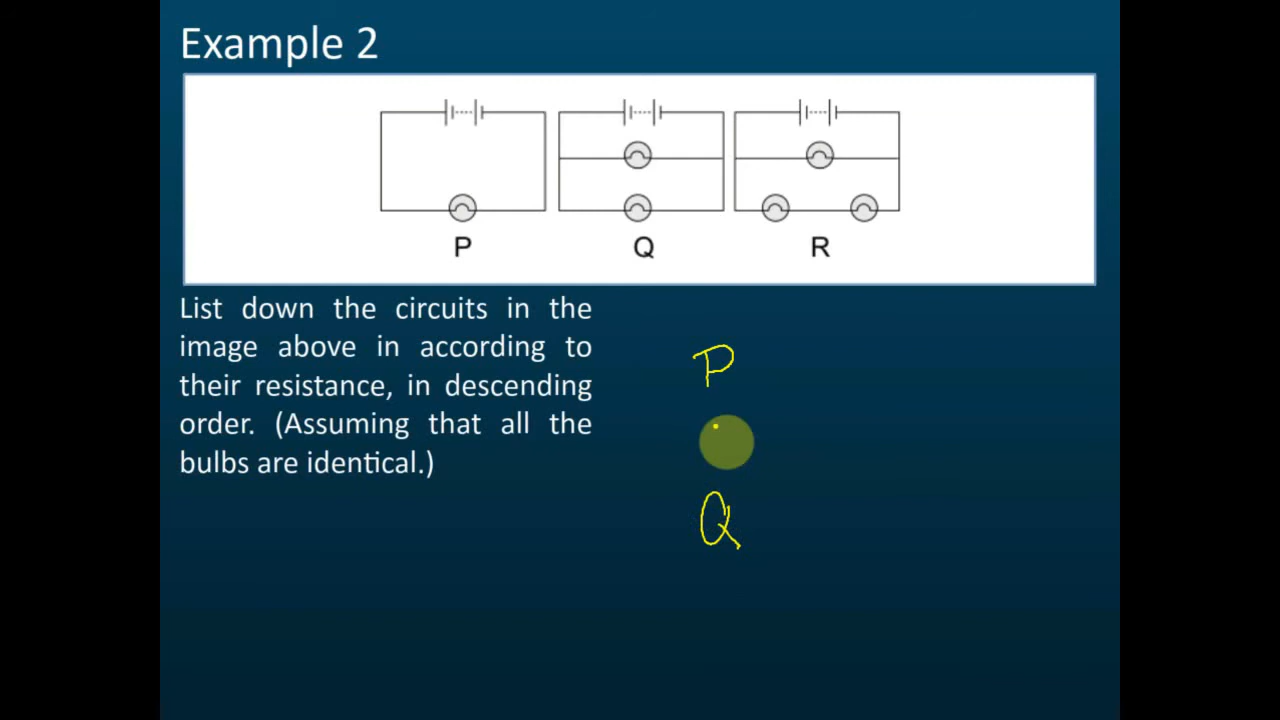 Example 2
P Q R
List down the circuits in the
image above in according to
their resistance, in descending
order. (Assuming that all the
bulbs are identical.)
P
Q